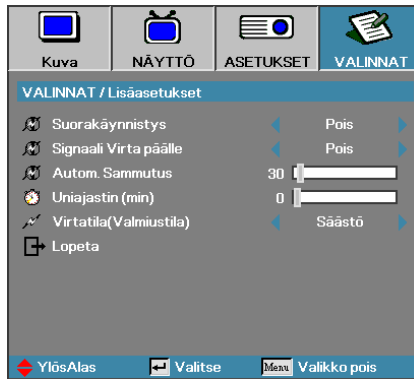 Kuva NÄYTTÖ ASETUKSET VALINNAT
VALINNAT / Lisäasetukset
Suorakäynnistys Pois
Signaali Virta päälle Pois
Autom. Sammutus 30
Uniajastin (min) 0
Virtatila(Valmiustila) Säästö
Lopeta
YlösAlas Valitse Menu Valikko pois